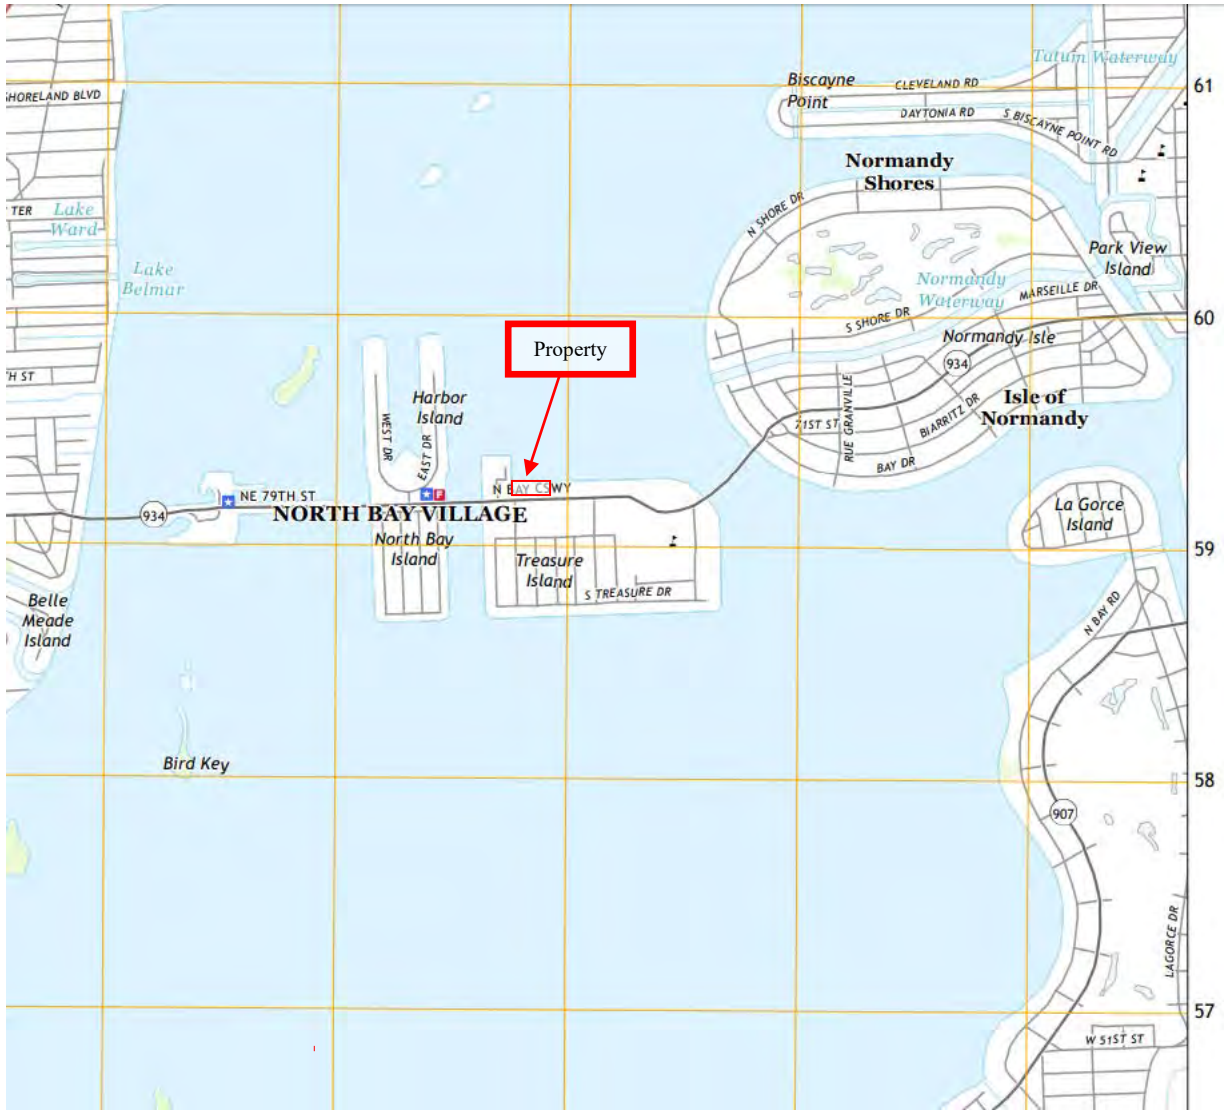 Tatum Waterway
Biscayne
Point
CLEVELAND RD
61
SHORELAND BLVD
DAYTONIA RD
S BISCAYNE POINT RD
Normandy
Shores
N SHORE DR
TER
Lake
Ward
Park View
Island
Lake
Belmar
Normandy
Waterway
MARSEILLE DR
S SHORE DR
60
Property
Normandy Isle
934
H ST
Harbor
Island
WEST DR
EAST DR
RUE GRANVILLE
Isle of
Normandy
71ST ST
BIARRITZ DR
BAY DR
N BAY CSWY
NE 79TH ST
F
934
NORTH BAY VILLAGE
La Gorce
Island
North Bay
Island
59
Treasure
Island
S TREASURE DR
Belle
Meade
Island
N BAY RD
Bird Key
58
907
LAGORCE DR
57
W 51ST ST